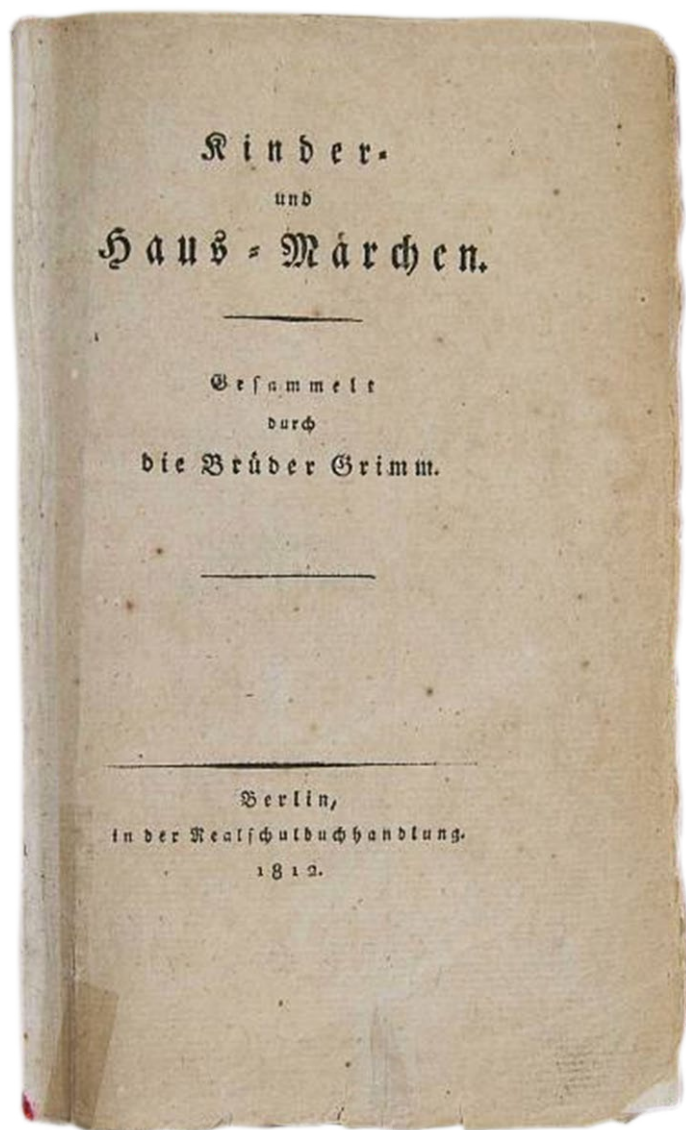 Kinder-
und
Haus-Märchen.
Gesammelt
durch
die Brüder Grimm.
Berlin,
in der Realschulbuchhandlung.
1812.